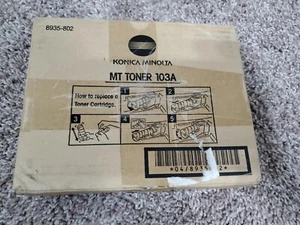 8935-802
KONICA MINOLTA
MT TONER 103A
How to replace a
Toner Cartridge.
1
2
3
4
5